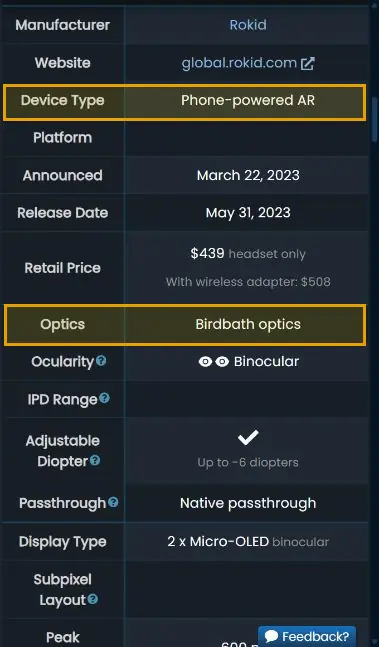 Manufacturer Rokid
Website global.rokid.com
Device Type Phone-powered AR
Platform
Announced March 22, 2023
Release Date May 31, 2023
Retail Price $439 headset only
With wireless adapter: $508
Optics Birdbath optics
Ocularity? Binocular
IPD Range?
Adjustable
Diopter?
Up to -6 diopters
Passthrough? Native passthrough
Display Type 2 x Micro-OLED binocular
Subpixel
Layout?
Peak
Feedback?